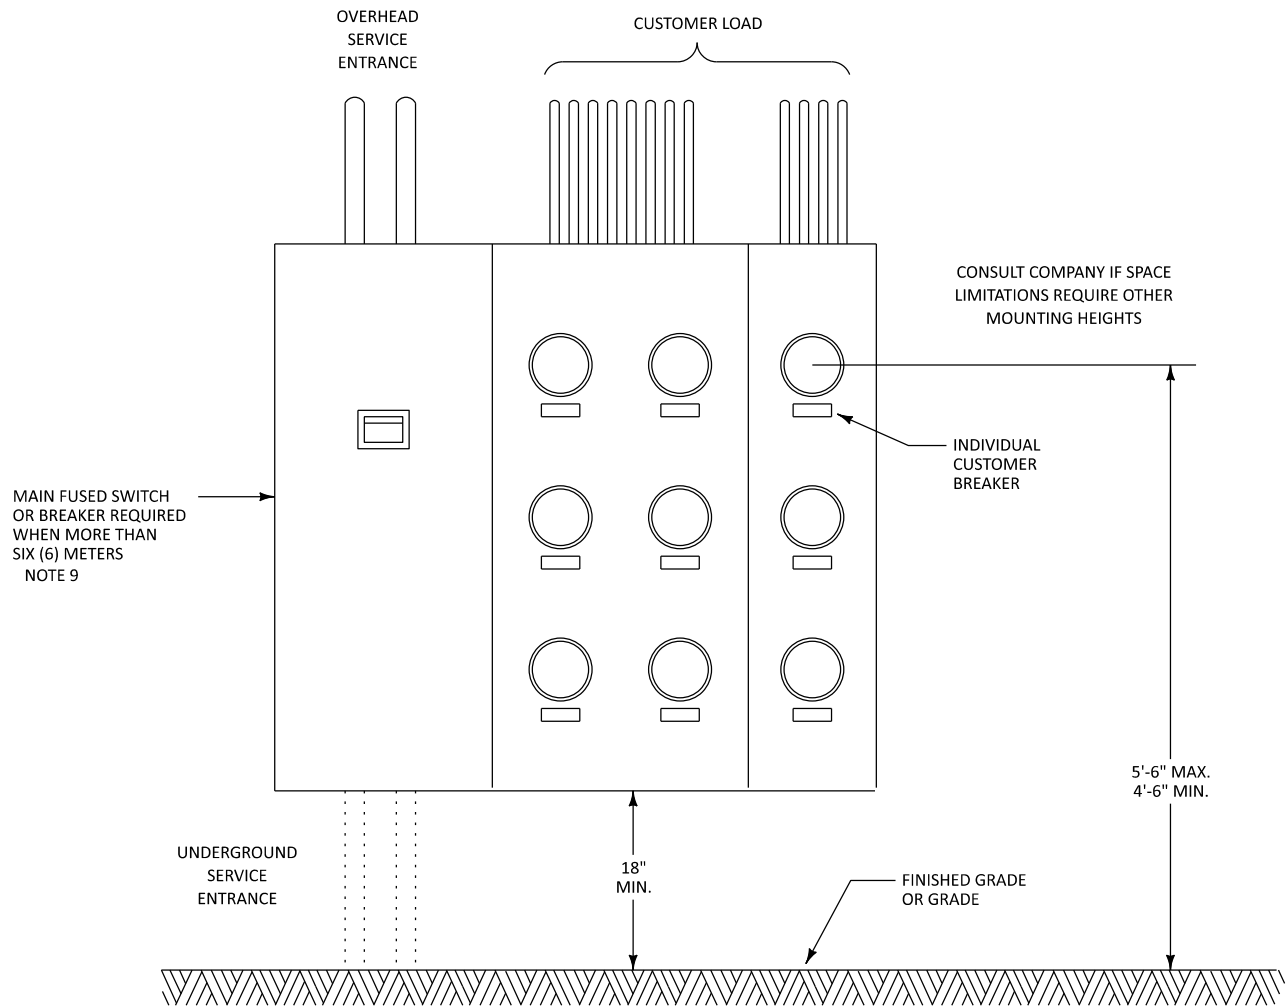 OVERHEAD
SERVICE
ENTRANCE
CUSTOMER LOAD
CONSULT COMPANY IF SPACE
LIMITATIONS REQUIRE OTHER
MOUNTING HEIGHTS
INDIVIDUAL
CUSTOMER
BREAKER
MAIN FUSED SWITCH
OR BREAKER REQUIRED
WHEN MORE THAN
SIX (6) METERS
NOTE 9
5'-6" MAX.
4'-6" MIN.
UNDERGROUND
SERVICE
ENTRANCE
18"
MIN.
FINISHED GRADE
OR GRADE